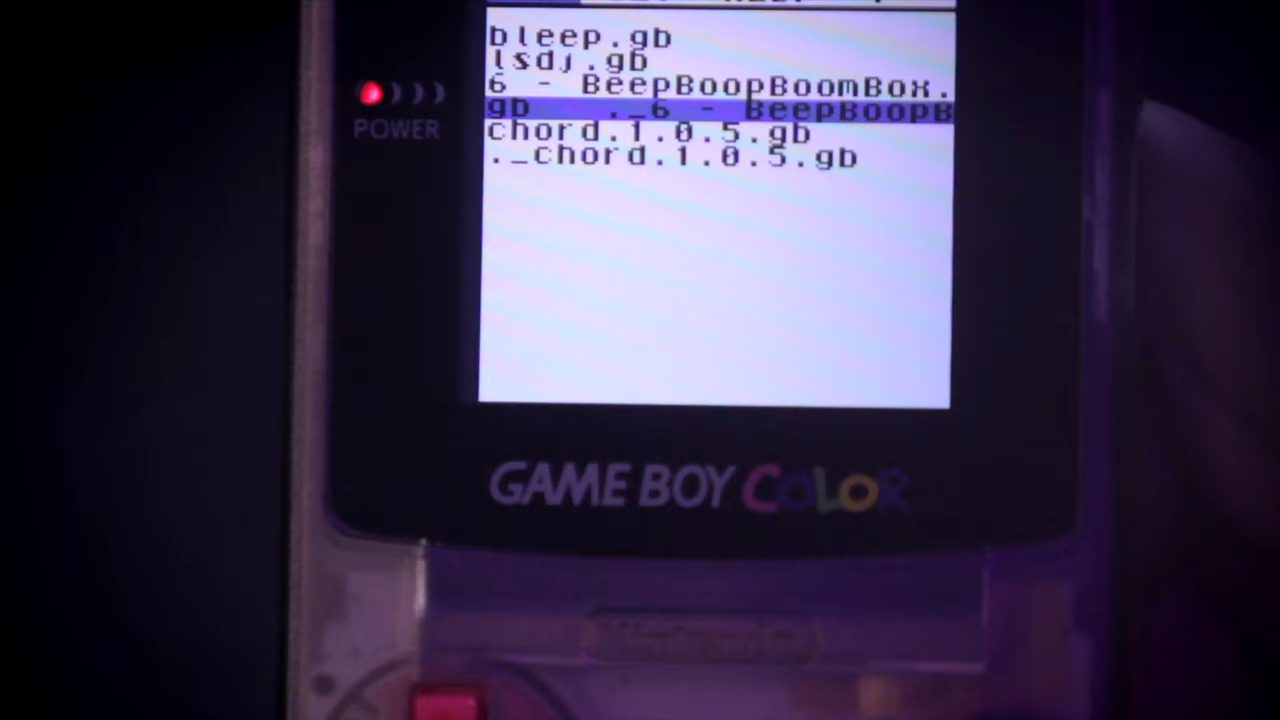 bleep.gb
lsdj.gb
6 - BeepBoopBoomBox.
gb ._6 - BeepBoopB
chord.1.0.5.gb
._chord.1.0.5.gb
POWER
GAME BOY COLOR
Nintendo